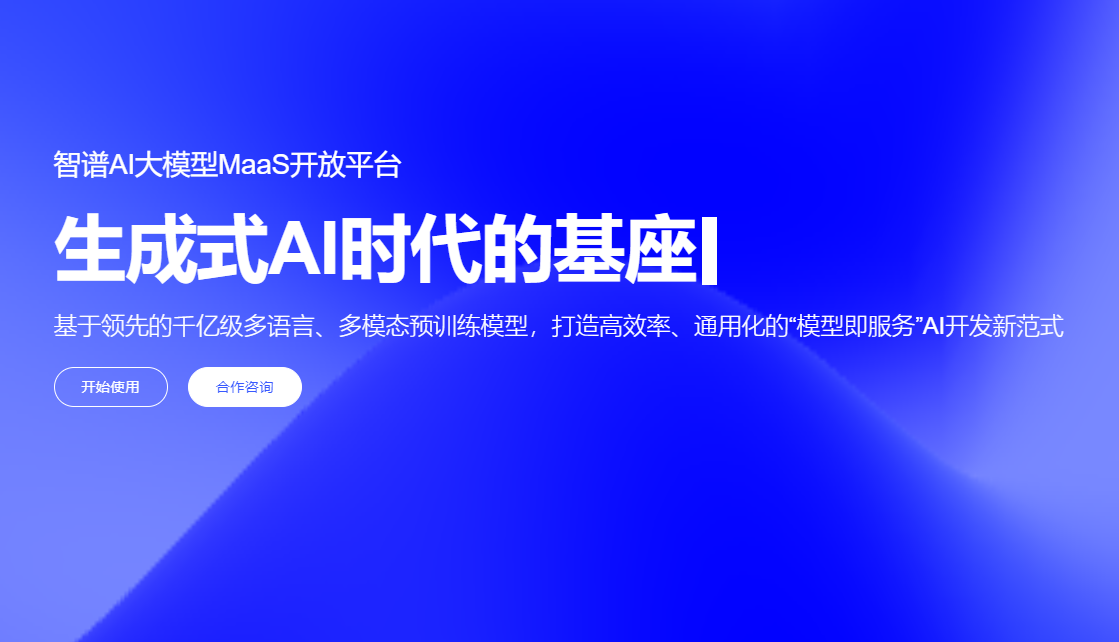 智谱AI大模型MaaS开放平台
生成式AI时代的基座
基于领先的千亿级多语言、多模态预训练模型，打造高效率、通用化的“模型即服务”AI开发新范式
开始使用
合作咨询